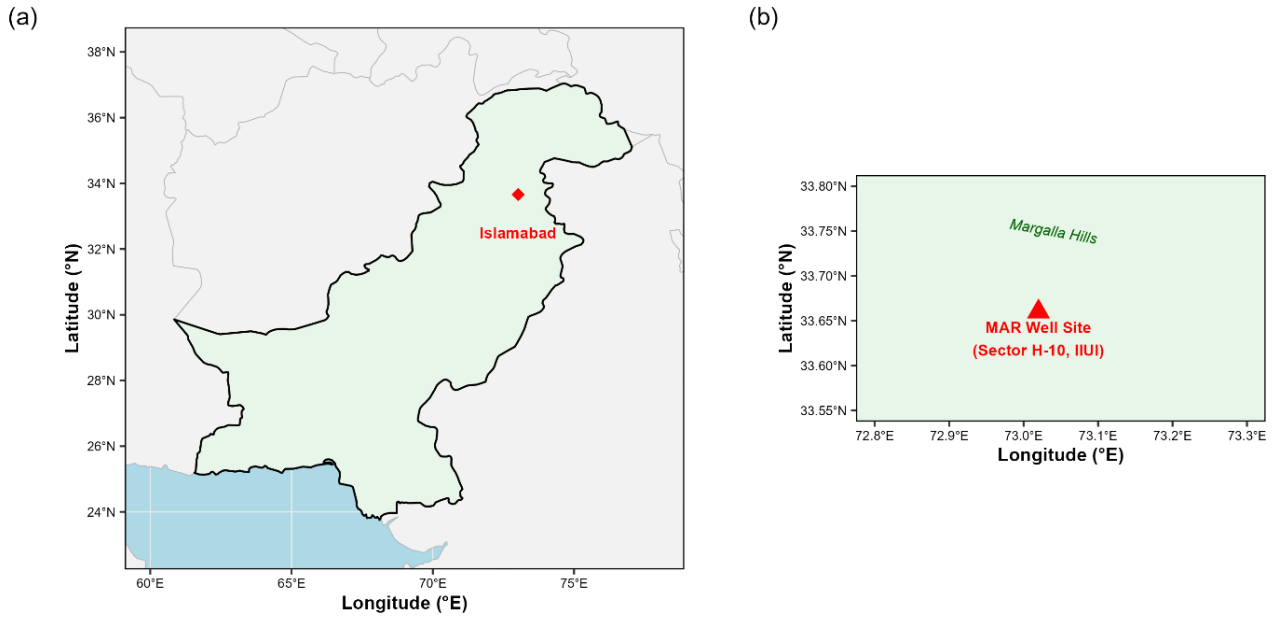 (a)
38°N
36°N
34°N
32°N
30°N
28°N
26°N
24°N
Latitude (°N)
Islamabad
60°E
65°E
70°E
75°E
Longitude (°E)
(b)
33.80°N
33.75°N
33.70°N
33.65°N
33.60°N
33.55°N
Latitude (°N)
Margalla Hills
MAR Well Site
(Sector H-10, IIUI)
72.8°E
72.9°E
73.0°E
73.1°E
73.2°E
73.3°E
Longitude (°E)